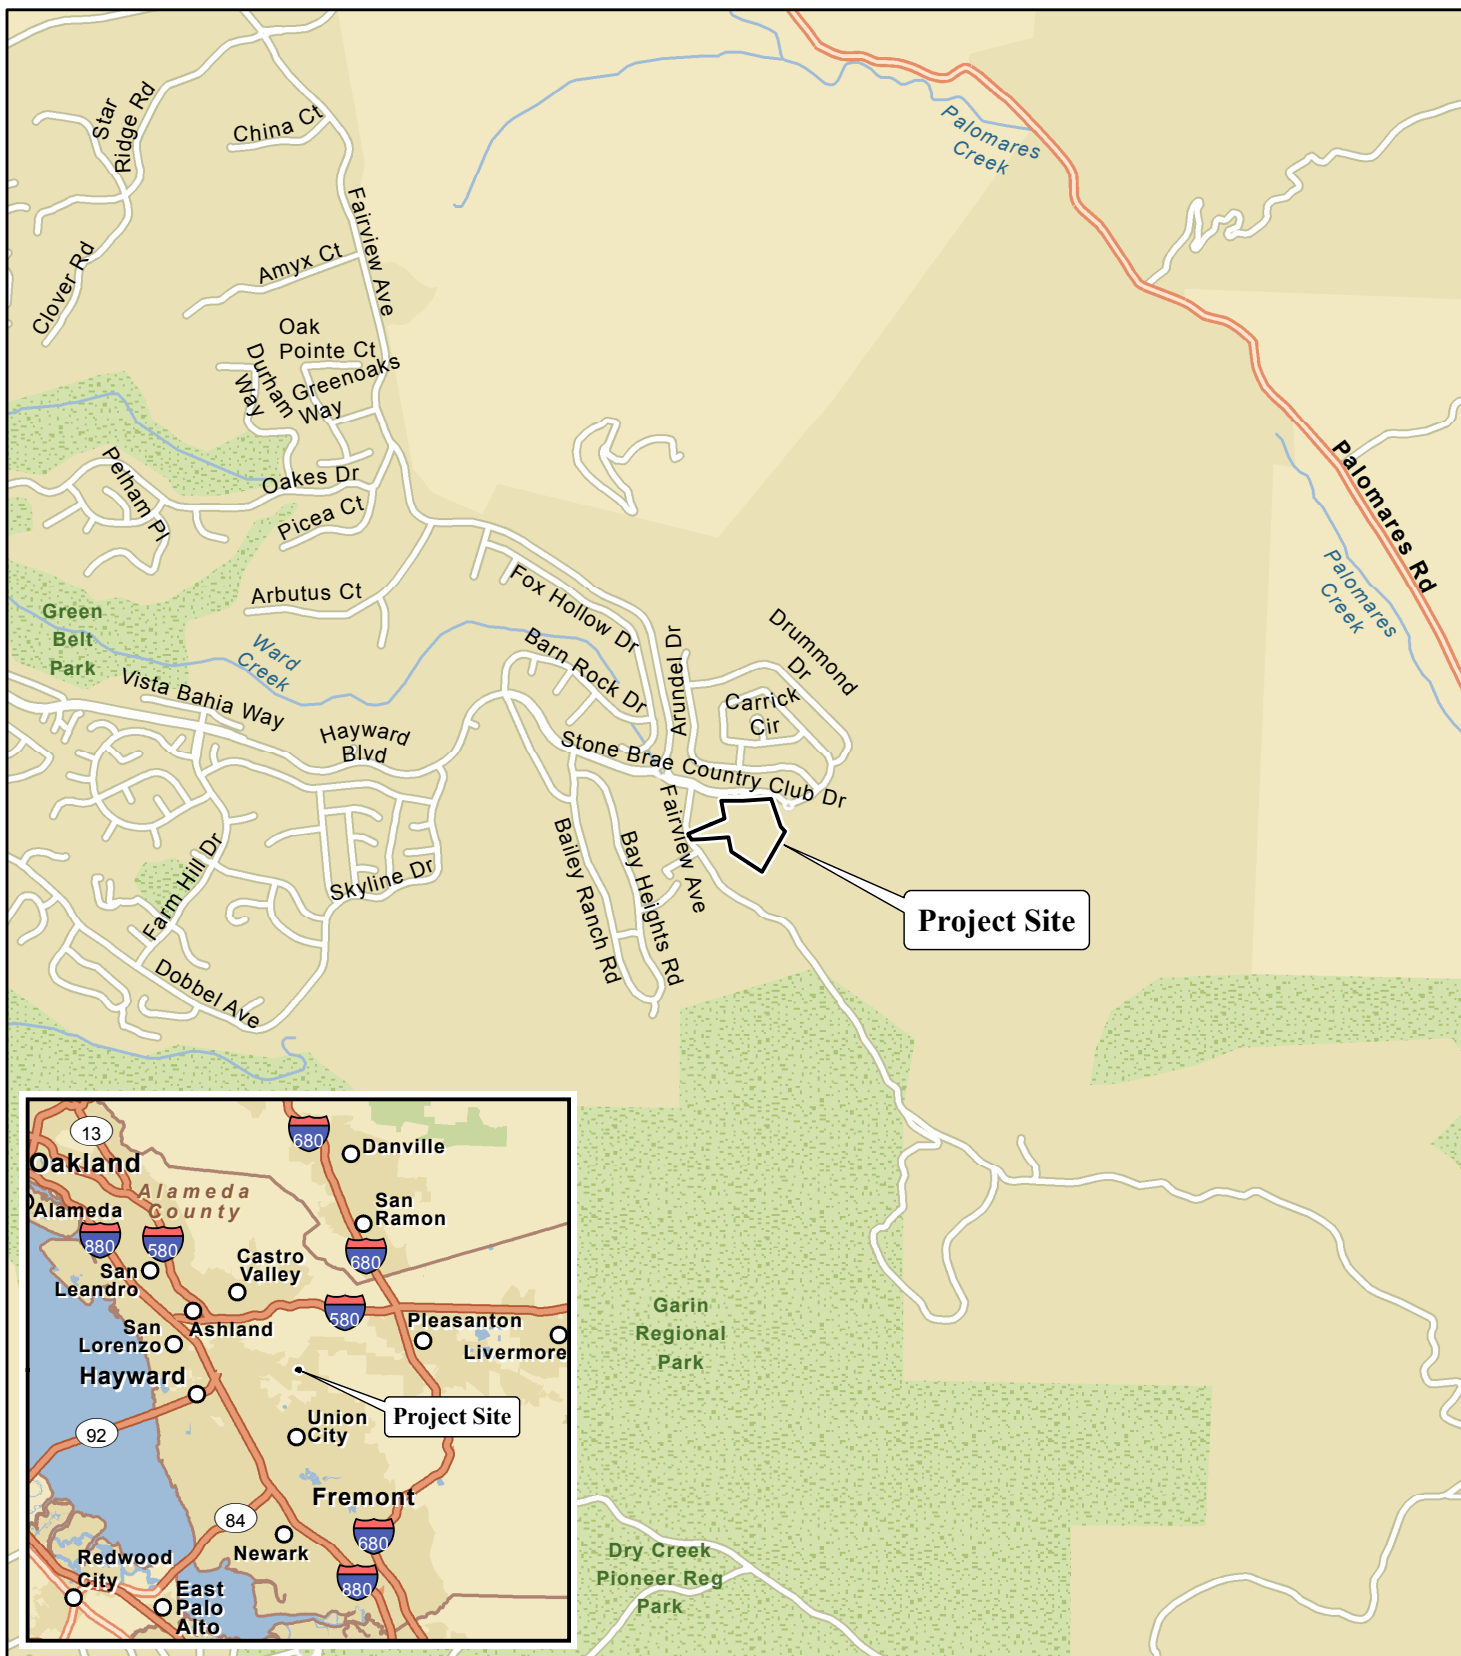 Star
Ridge Rd
China Ct
Palomares
Creek
Fairview Ave
Clover Rd
Amyx Ct
Oak
Pointe Ct
Durham
Way
Greenoaks
Way
Pelham Pl
Oakes Dr
Picea Ct
Palomares Rd
Palomares
Creek
Arbutus Ct
Fox Hollow Dr
Green
Belt
Park
Ward
Creek
Barn Rock Dr
Arundel Dr
Drummond
Dr
Carrick
Cir
Vista Bahia Way
Hayward
Blvd
Stone Brae Country Club Dr
Fairview Ave
Bailey Ranch Rd
Bay Heights Rd
Farm Hill Dr
Skyline Dr
Project Site
Dobbel Ave
Garin
Regional
Park
Dry Creek
Pioneer Reg
Park
13
680
Danville
Oakland
Alameda
County
San
Ramon
Alameda
880
580
680
Castro
Valley
San
Leandro
580
Ashland
Pleasanton
San
Lorenzo
Livermore
Hayward
Project Site
92
Union
City
Fremont
84
680
Newark
880
Redwood
City
East
Palo
Alto